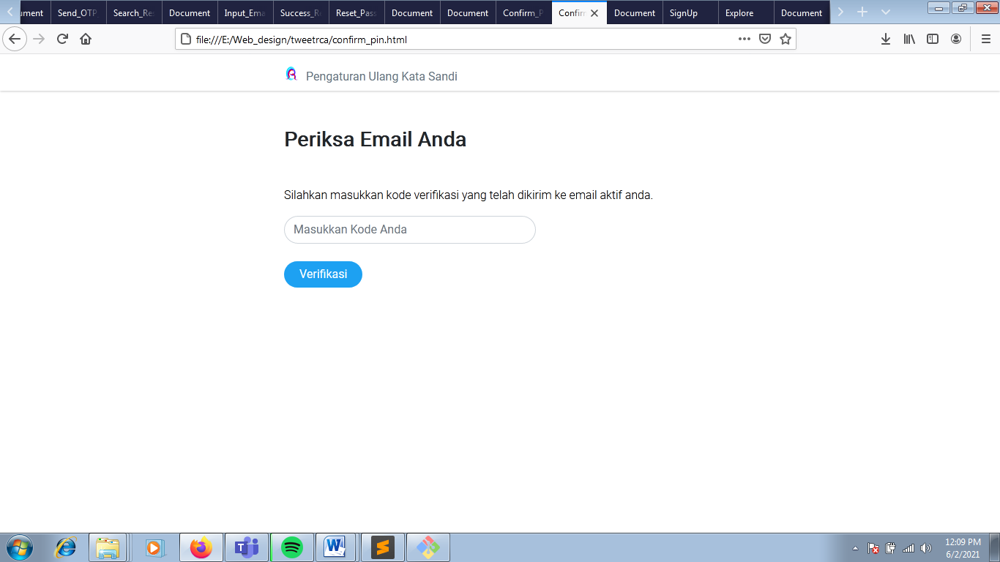 ument Send_OTP Search_Re Document Input_Ema Success_R Reset_Pass Document Document Confirm_P Confirm Document SignUp Explore Document
file:///E:/Web_design/tweetrca/confirm_pin.html
Pengaturan Ulang Kata Sandi
Periksa Email Anda
Silahkan masukkan kode verifikasi yang telah dikirim ke email aktif anda.
Masukkan Kode Anda
Verifikasi
12:09 PM
6/2/2021